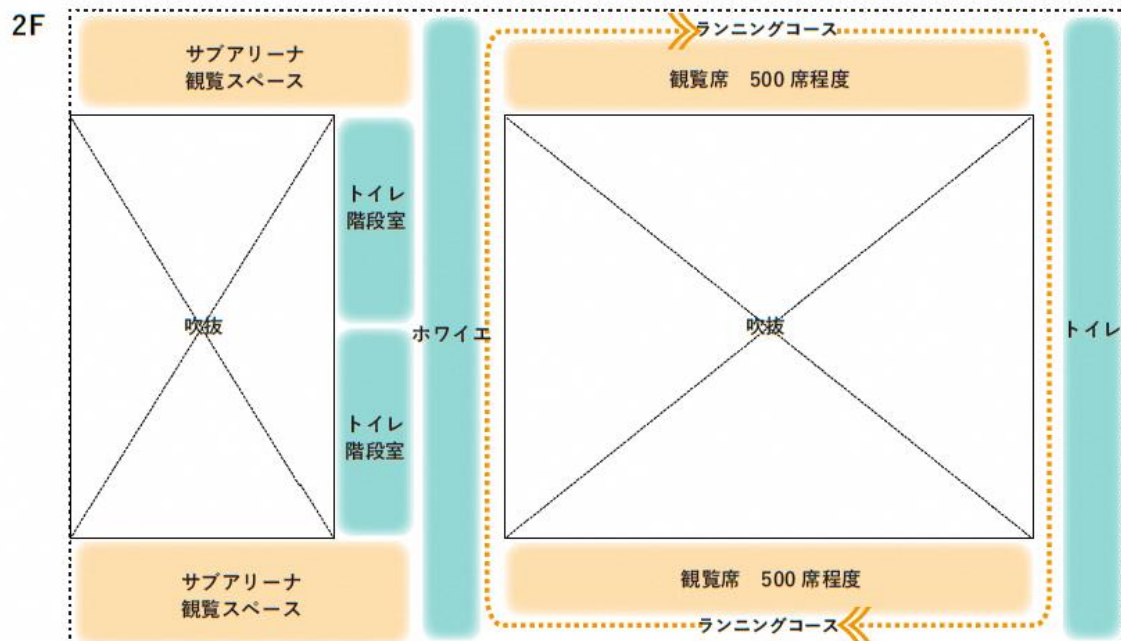 2F
ランニングコース
サブアリーナ
観覧スペース
観覧席 500 席程度
トイレ
階段室
吹抜
ホワイエ
吹抜
トイレ
トイレ
階段室
サブアリーナ
観覧スペース
観覧席 500 席程度
ランニングコース